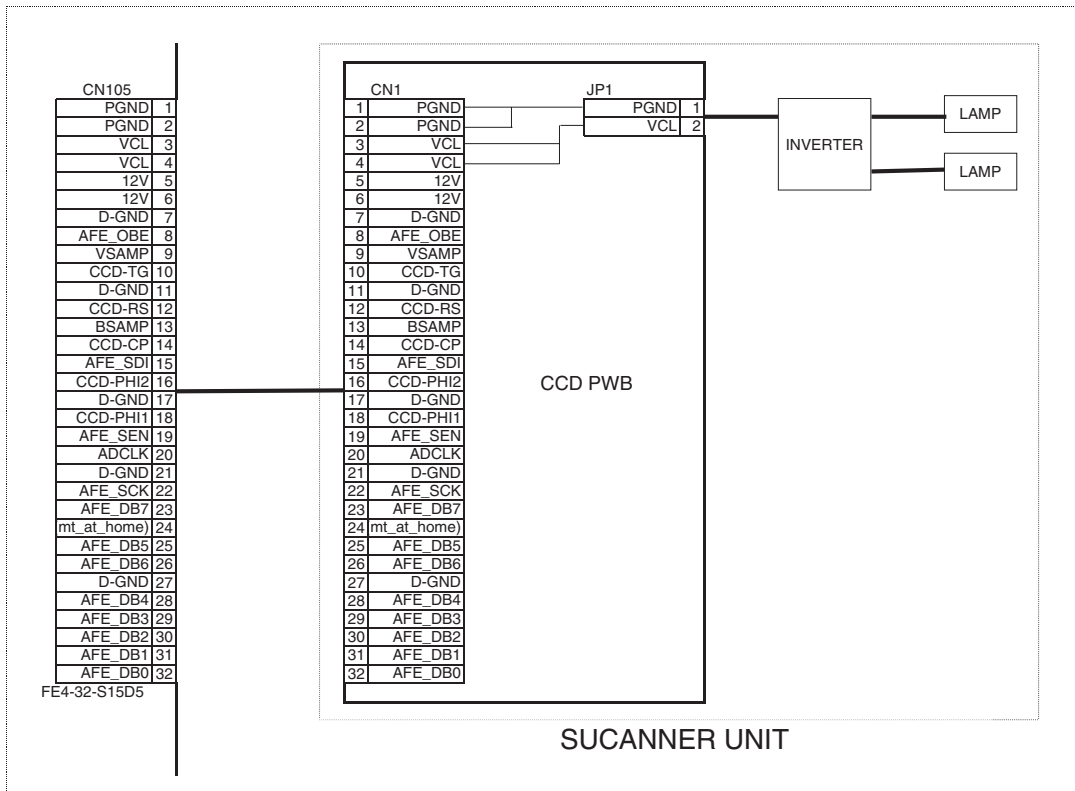 CN105
PGND 1
PGND 2
VCL 3
VCL 4
12V 5
12V 6
D-GND 7
AFE_OBE 8
VSAMP 9
CCD-TG 10
D-GND 11
CCD-RS 12
BSAMP 13
CCD-CP 14
AFE_SDI 15
CCD-PHI2 16
D-GND 17
CCD-PHI1 18
AFE_SEN 19
ADCLK 20
D-GND 21
AFE_SCK 22
AFE_DB7 23
mt_at_home) 24
AFE_DB5 25
AFE_DB6 26
D-GND 27
AFE_DB4 28
AFE_DB3 29
AFE_DB2 30
AFE_DB1 31
AFE_DB0 32
FE4-32-S15D5
CN1
1 PGND
2 PGND
3 VCL
4 VCL
5 12V
6 12V
7 D-GND
8 AFE_OBE
9 VSAMP
10 CCD-TG
11 D-GND
12 CCD-RS
13 BSAMP
14 CCD-CP
15 AFE_SDI
16 CCD-PHI2
17 D-GND
18 CCD-PHI1
19 AFE_SEN
20 ADCLK
21 D-GND
22 AFE_SCK
23 AFE_DB7
24 mt_at_home)
25 AFE_DB5
26 AFE_DB6
27 D-GND
28 AFE_DB4
29 AFE_DB3
30 AFE_DB2
31 AFE_DB1
32 AFE_DB0
JP1
PGND 1
VCL 2
CCD PWB
INVERTER
LAMP
LAMP
SUCANNER UNIT